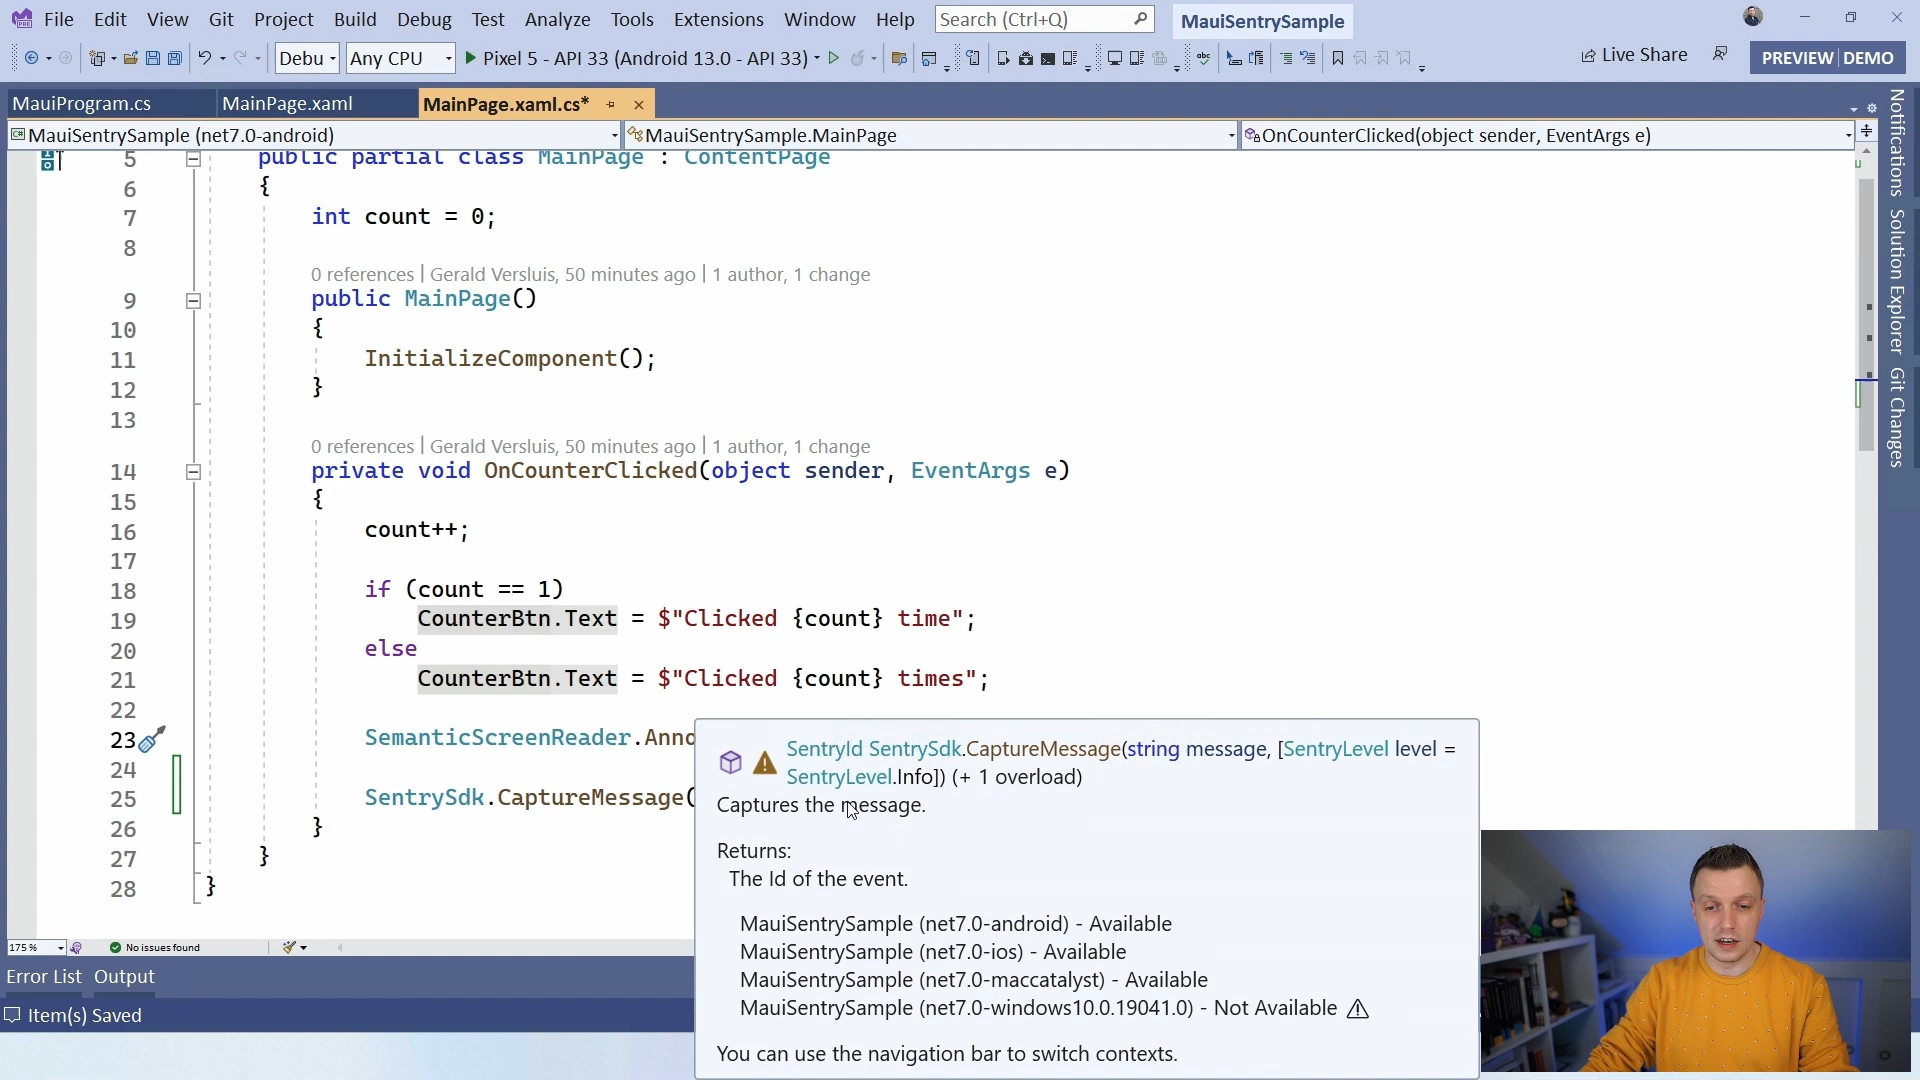 File Edit View Git Project Build Debug Test Analyze Tools Extensions Window Help Search (Ctrl+Q) MauiSentrySample
Debu Any CPU Pixel 5 - API 33 (Android 13.0 - API 33) Live Share PREVIEW DEMO
MauiProgram.cs MainPage.xaml MainPage.xaml.cs*
MauiSentrySample (net7.0-android) MauiSentrySample.MainPage OnCounterClicked(object sender, EventArgs e)
5 public partial class MainPage : ContentPage
6 {
7 int count = 0;
8
0 references | Gerald Versluis, 50 minutes ago | 1 author, 1 change
9 public MainPage()
10 {
11 InitializeComponent();
12 }
13
0 references | Gerald Versluis, 50 minutes ago | 1 author, 1 change
14 private void OnCounterClicked(object sender, EventArgs e)
15 {
16 count++;
17
18 if (count == 1)
19 CounterBtn.Text = $"Clicked {count} time";
20 else
21 CounterBtn.Text = $"Clicked {count} times";
22
23 SemanticScreenReader.Anno
24
25 SentrySdk.CaptureMessage(
26 }
27 }
28 }
SentryId SentrySdk.CaptureMessage(string message, [SentryLevel level =
SentryLevel.Info]) (+ 1 overload)
Captures the message.
Returns:
The Id of the event.
MauiSentrySample (net7.0-android) - Available
MauiSentrySample (net7.0-ios) - Available
MauiSentrySample (net7.0-maccatalyst) - Available
MauiSentrySample (net7.0-windows10.0.19041.0) - Not Available
You can use the navigation bar to switch contexts.
175 % No issues found
Error List Output
Item(s) Saved
Notifications
Solution Explorer
Git Changes